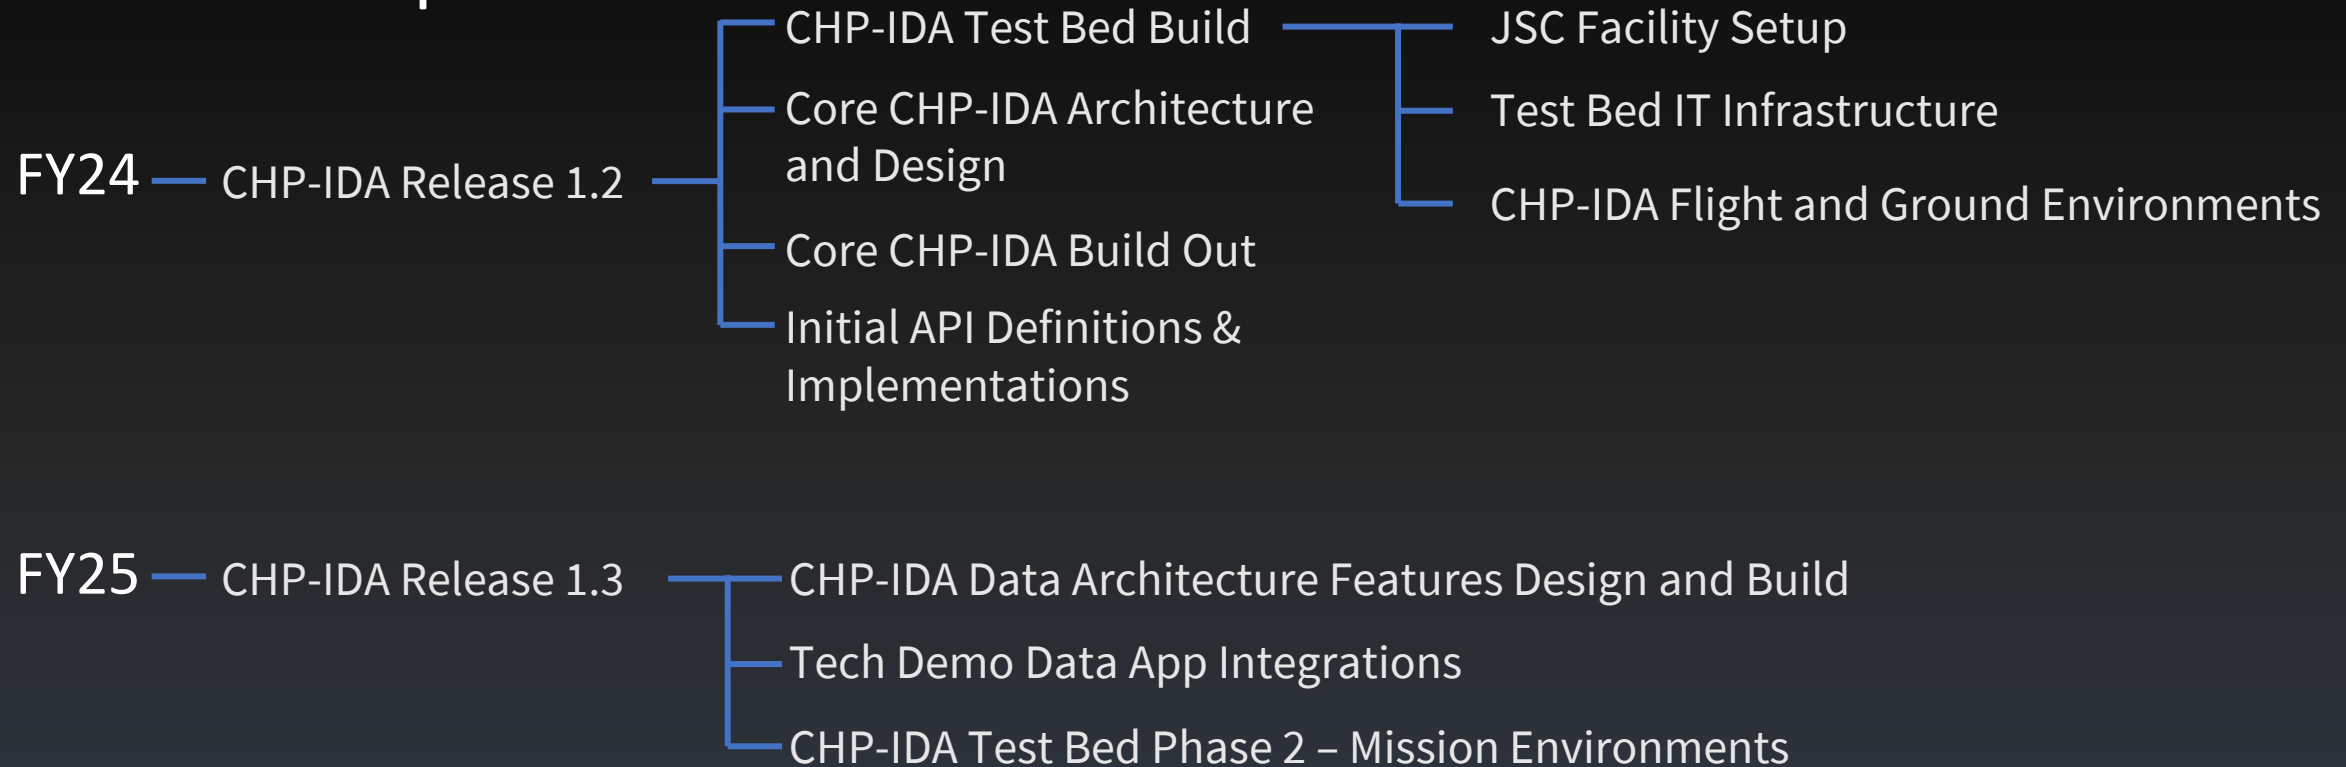 CHP-IDA Test Bed Build
JSC Facility Setup
Core CHP-IDA Architecture
and Design
Test Bed IT Infrastructure
FY24
CHP-IDA Release 1.2
CHP-IDA Flight and Ground Environments
Core CHP-IDA Build Out
Initial API Definitions &
Implementations
FY25
CHP-IDA Release 1.3
CHP-IDA Data Architecture Features Design and Build
Tech Demo Data App Integrations
CHP-IDA Test Bed Phase 2 – Mission Environments